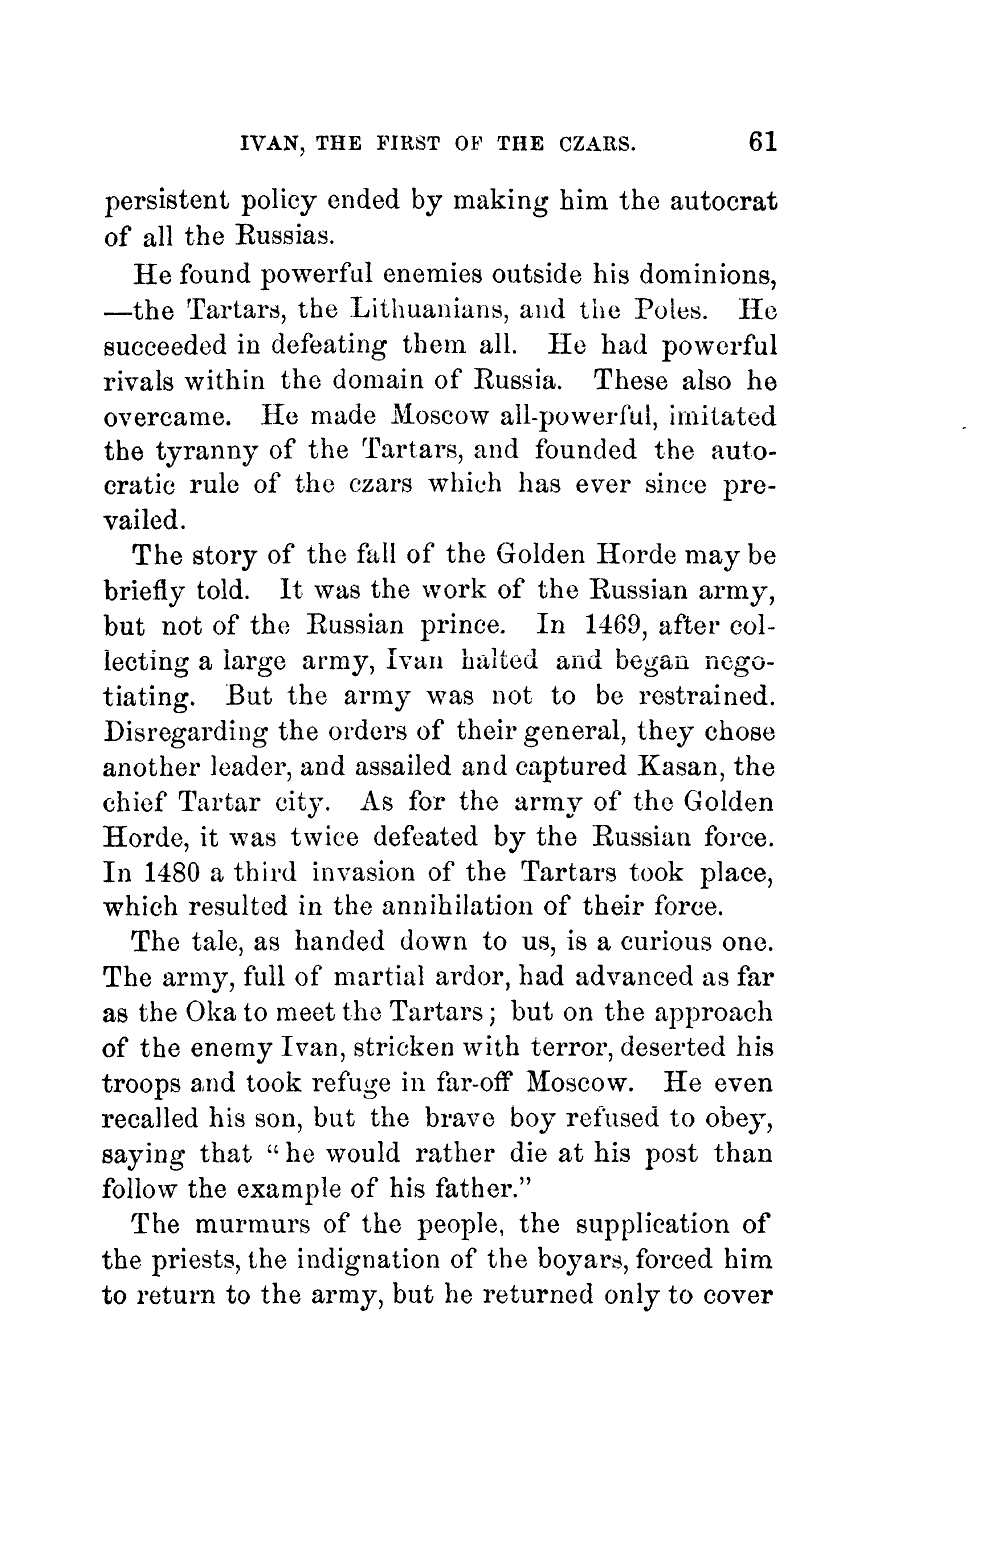 IVAN, THE FIRST OF THE CZARS. 61
persistent policy ended by making him the autocrat
of all the Russias.
He found powerful enemies outside his dominions,
—the Tartars, the Lithuanians, and the Poles. He
succeeded in defeating them all. He had powerful
rivals within the domain of Russia. These also he
overcame. He made Moscow all-powerful, imitated
the tyranny of the Tartars, and founded the auto-
cratic rule of the czars which has ever since pre-
vailed.
The story of the fall of the Golden Horde may be
briefly told. It was the work of the Russian army,
but not of the Russian prince. In 1469, after col-
lecting a large army, Ivan halted and began nego-
tiating. But the army was not to be restrained.
Disregarding the orders of their general, they chose
another leader, and assailed and captured Kasan, the
chief Tartar city. As for the army of the Golden
Horde, it was twice defeated by the Russian force.
In 1480 a third invasion of the Tartars took place,
which resulted in the annihilation of their force.
The tale, as handed down to us, is a curious one.
The army, full of martial ardor, had advanced as far
as the Oka to meet the Tartars; but on the approach
of the enemy Ivan, stricken with terror, deserted his
troops and took refuge in far-off Moscow. He even
recalled his son, but the brave boy refused to obey,
saying that “he would rather die at his post than
follow the example of his father.”
The murmurs of the people, the supplication of
the priests, the indignation of the boyars, forced him
to return to the army, but he returned only to cover